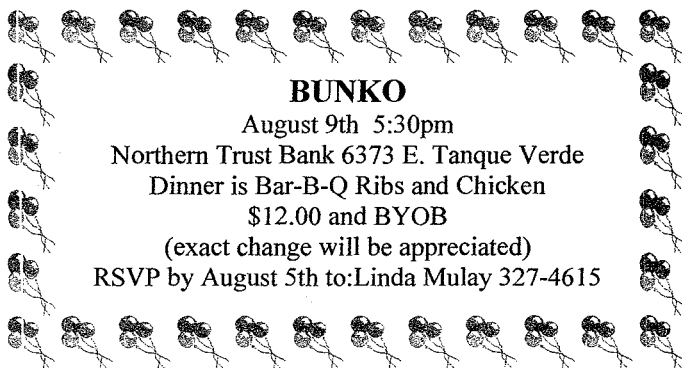 BUNKO
August 9th 5:30pm
Northern Trust Bank 6373 E. Tanque Verde
Dinner is Bar-B-Q Ribs and Chicken
$12.00 and BYOB
(exact change will be appreciated)
RSVP by August 5th to:Linda Mulay 327-4615